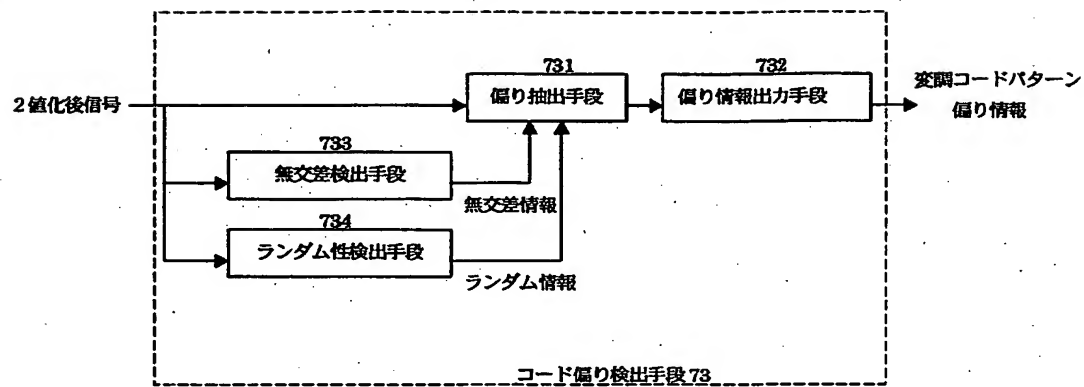 731
732
2値化後信号
偏り抽出手段
偏り情報出力手段
変調コードパターン
偏り情報
733
無交差検出手段
無交差情報
734
ランダム性検出手段
ランダム情報
コード偏り検出手段73